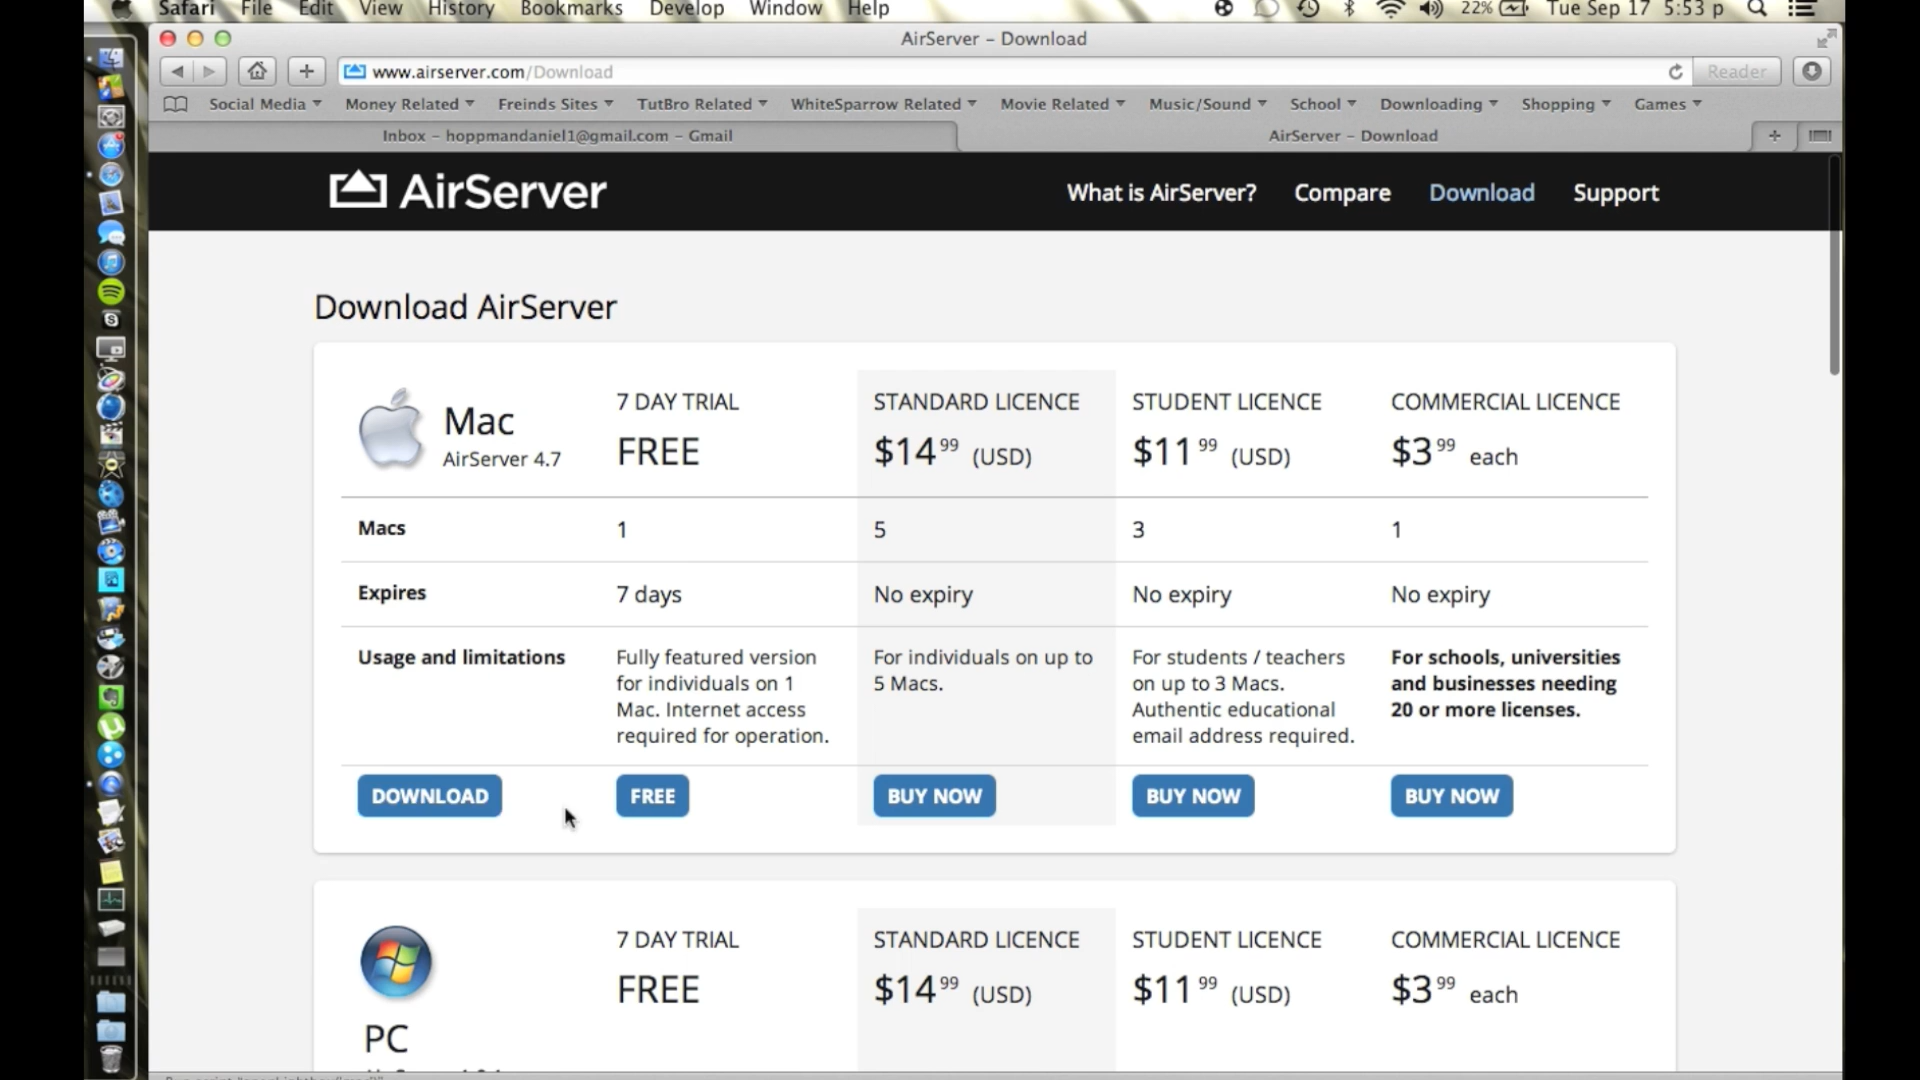 Safari File Edit View History Bookmarks Develop Window Help 22% Tue Sep 17 5:53 p
AirServer – Download
www.airserver.com/Download Reader
Social Media Money Related Freinds Sites TutBro Related WhiteSparrow Related Movie Related Music/Sound School Downloading Shopping Games
Inbox – hoppmandaniel1@gmail.com – Gmail AirServer – Download
AirServer What is AirServer? Compare Download Support
Download AirServer
7 DAY TRIAL STANDARD LICENCE STUDENT LICENCE COMMERCIAL LICENCE
Mac FREE $14 99 (USD) $11 99 (USD) $3 99 each
AirServer 4.7
Macs 1 5 3 1
Expires 7 days No expiry No expiry No expiry
Usage and limitations Fully featured version For individuals on up to For students / teachers For schools, universities
for individuals on 1 5 Macs. on up to 3 Macs. and businesses needing
Mac. Internet access Authentic educational 20 or more licenses.
required for operation. email address required.
DOWNLOAD FREE BUY NOW BUY NOW BUY NOW
7 DAY TRIAL STANDARD LICENCE STUDENT LICENCE COMMERCIAL LICENCE
FREE $14 99 (USD) $11 99 (USD) $3 99 each
PC